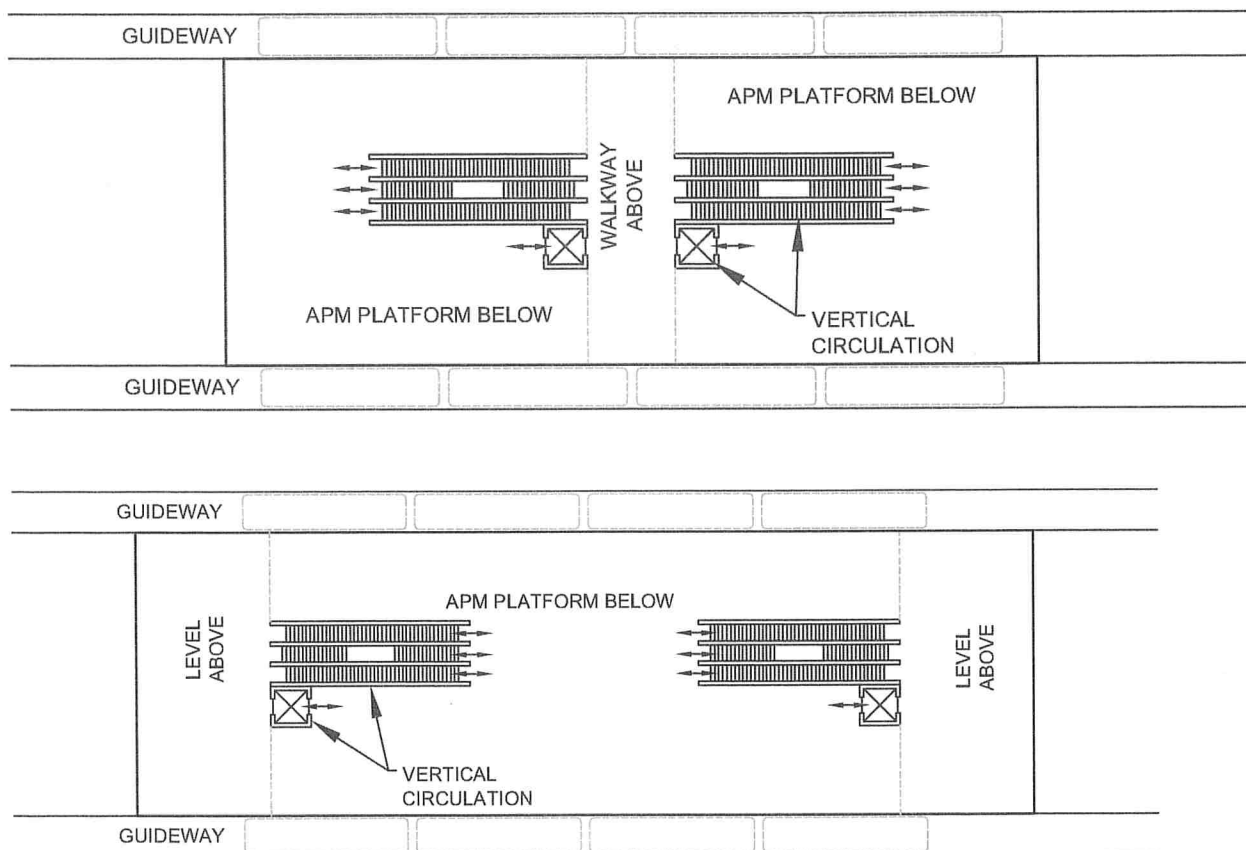 GUIDEWAY
APM PLATFORM BELOW
WALKWAY
ABOVE
APM PLATFORM BELOW
VERTICAL
CIRCULATION
GUIDEWAY
GUIDEWAY
APM PLATFORM BELOW
LEVEL
ABOVE
LEVEL
ABOVE
VERTICAL
CIRCULATION
GUIDEWAY